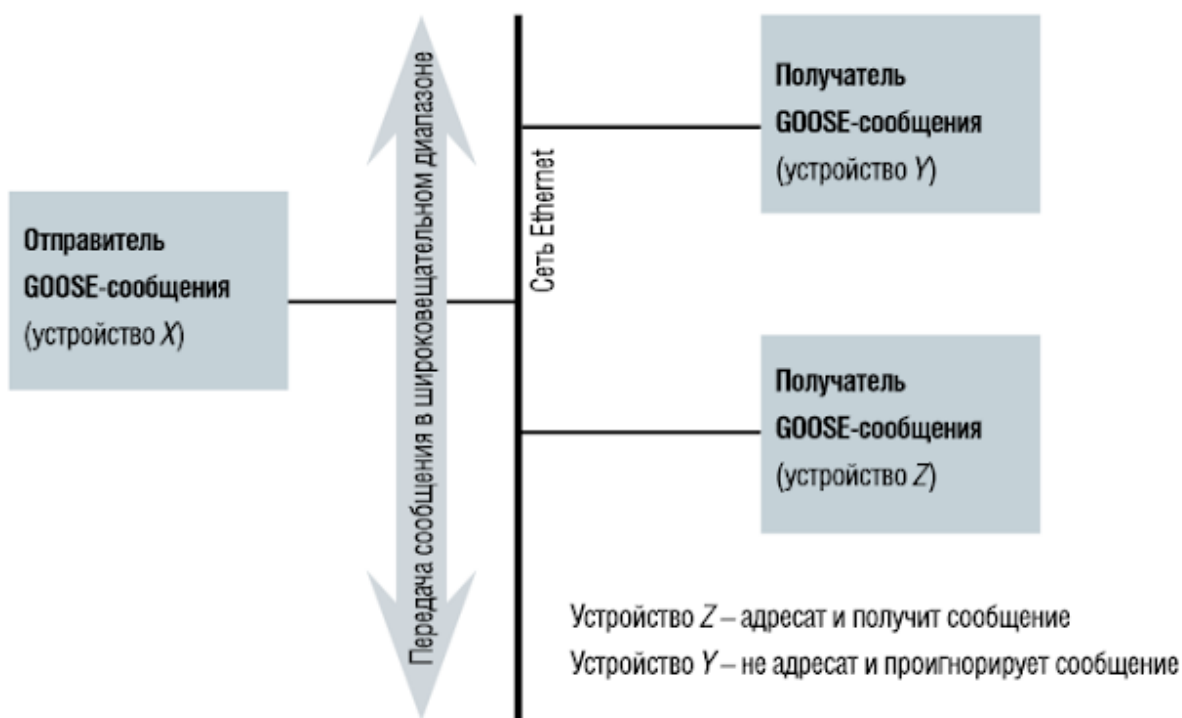 Отправитель
GOOSE-сообщения
(устройство X)
Передача сообщения в широковещательном диапазоне
Сеть Ethernet
Получатель
GOOSE-сообщения
(устройство Y)
Получатель
GOOSE-сообщения
(устройство Z)
Устройство Z – адресат и получит сообщение
Устройство Y – не адресат и проигнорирует сообщение